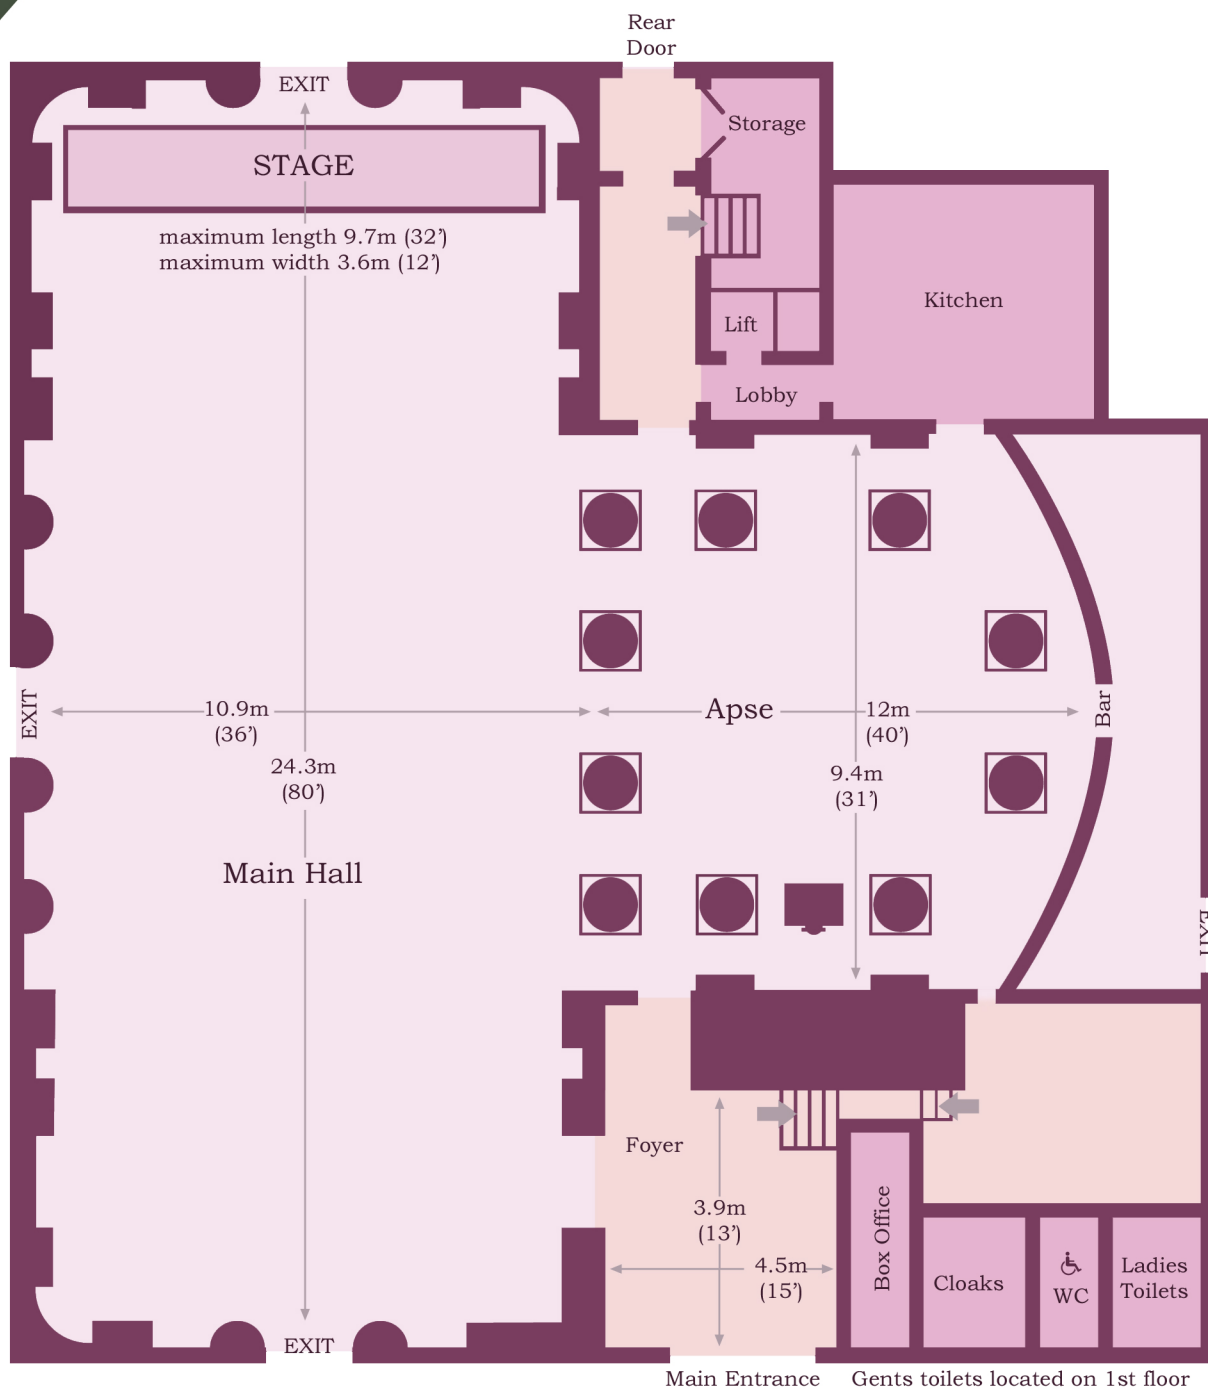 Rear
Door
EXIT
Storage
STAGE
maximum length 9.7m (32’)
maximum width 3.6m (12’)
Kitchen
Lift
Lobby
EXIT
10.9m
(36’)
Apse
12m
(40’)
Bar
24.3m
(80’)
9.4m
(31’)
Main Hall
EXIT
Foyer
3.9m
(13’)
4.5m
(15’)
Box Office
Cloaks
WC
Ladies
Toilets
EXIT
Main Entrance
Gents toilets located on 1st floor